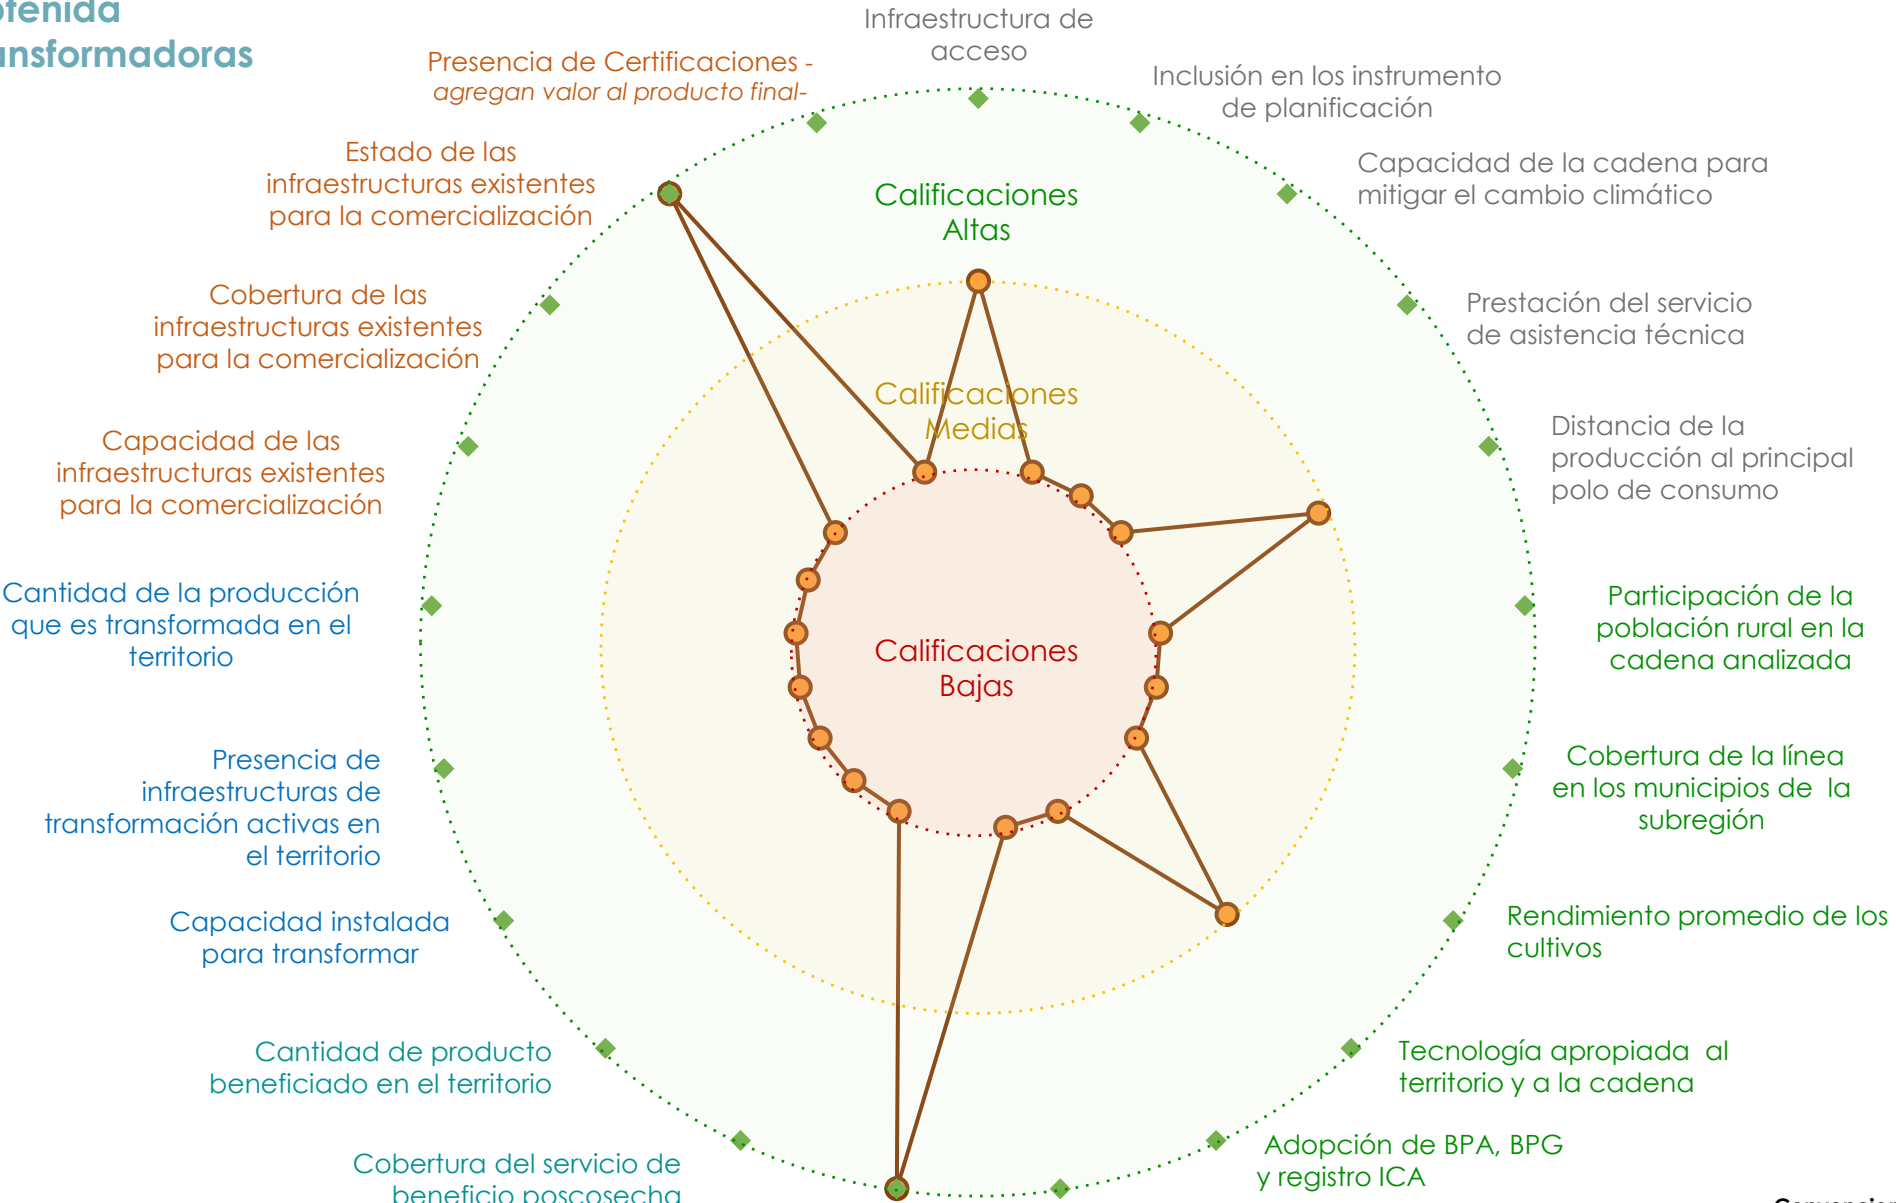 Infraestructura de
acceso
Presencia de Certificaciones -
agregan valor al producto final-
Inclusión en los instrumento
de planificación
Estado de las
infraestructuras existentes
para la comercialización
Capacidad de la cadena para
mitigar el cambio climático
Calificaciones
Altas
Cobertura de las
infraestructuras existentes
para la comercialización
Prestación del servicio
de asistencia técnica
Calificaciones
Medias
Capacidad de las
infraestructuras existentes
para la comercialización
Distancia de la
producción al principal
polo de consumo
Cantidad de la producción
que es transformada en el
territorio
Participación de la
población rural en la
cadena analizada
Calificaciones
Bajas
Presencia de
infraestructuras de
transformación activas en
el territorio
Cobertura de la línea
en los municipios de la
subregión
Capacidad instalada
para transformar
Rendimiento promedio de los
cultivos
Cantidad de producto
beneficiado en el territorio
Tecnología apropiada al
territorio y a la cadena
Adopción de BPA, BPG
y registro ICA
Cobertura del servicio de
beneficio poscosecha